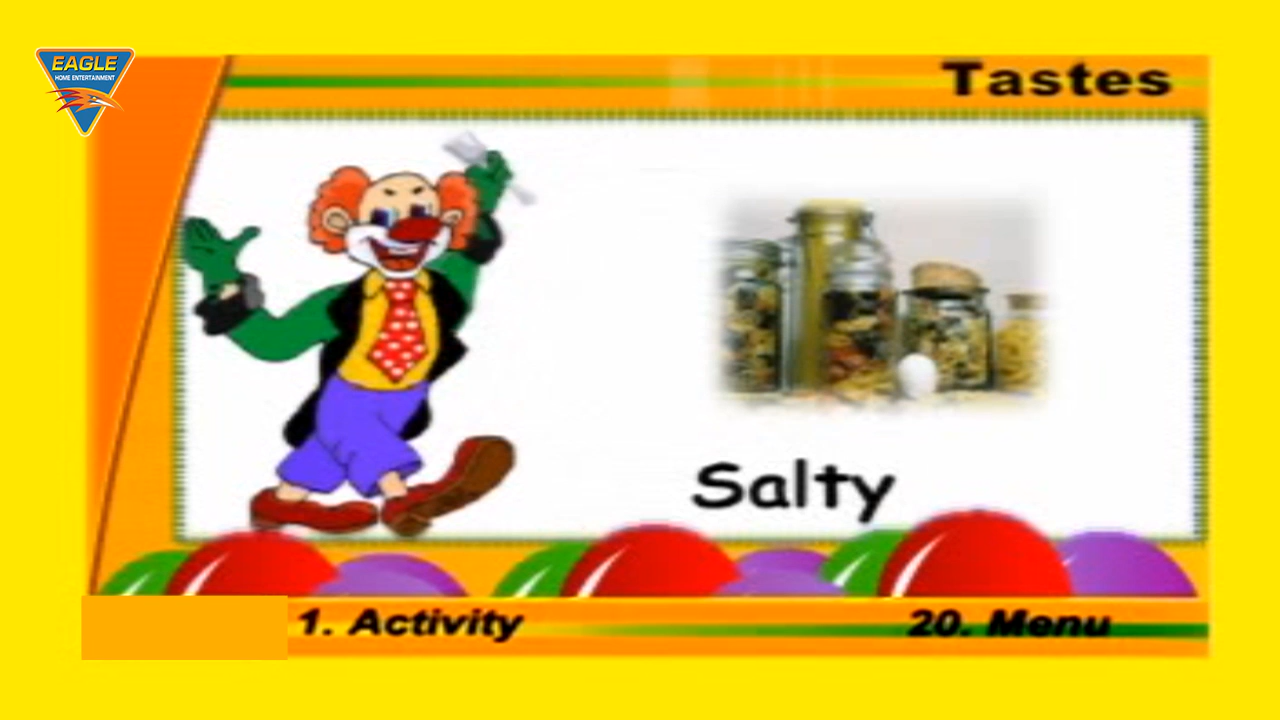 EAGLE
HOME ENTERTAINMENT
Tastes
Salty
1. Activity
20. Menu